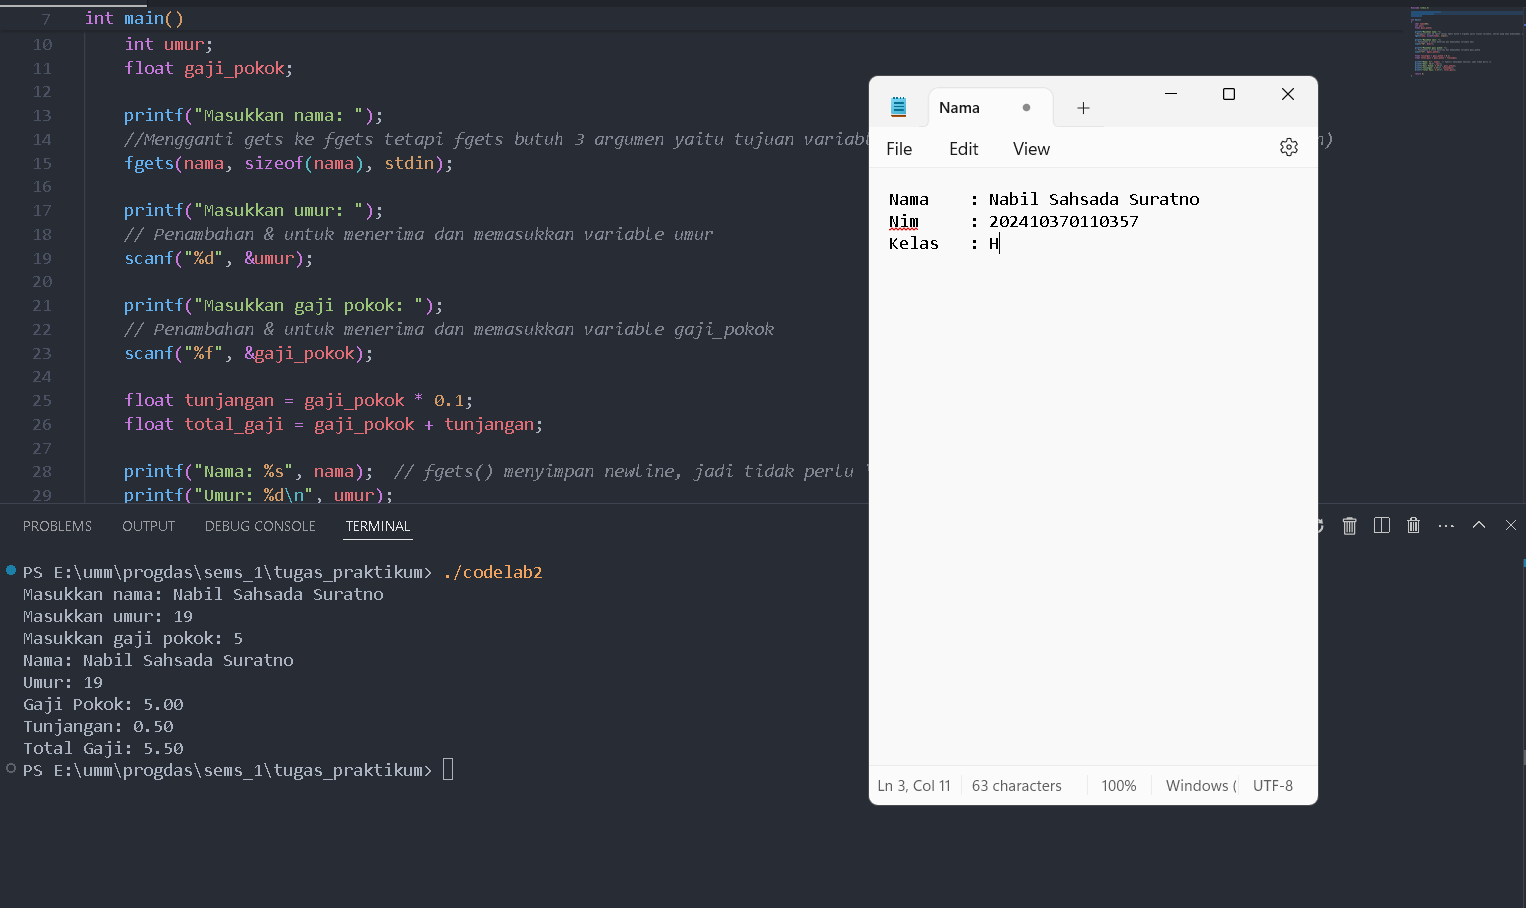 7 int main()
10 int umur;
11 float gaji_pokok;
12
13 printf("Masukkan nama: ");
14 //Mengganti gets ke fgets tetapi fgets butuh 3 argumen yaitu tujuan variabl )
15 fgets(nama, sizeof(nama), stdin);
16
17 printf("Masukkan umur: ");
18 // Penambahan & untuk menerima dan memasukkan variable umur
19 scanf("%d", &umur);
20
21 printf("Masukkan gaji pokok: ");
22 // Penambahan & untuk menerima dan memasukkan variable gaji_pokok
23 scanf("%f", &gaji_pokok);
24
25 float tunjangan = gaji_pokok * 0.1;
26 float total_gaji = gaji_pokok + tunjangan;
27
28 printf("Nama: %s", nama); // fgets() menyimpan newline, jadi tidak perlu
29 printf("Umur: %d\n", umur);
PROBLEMS OUTPUT DEBUG CONSOLE TERMINAL
PS E:\umm\progdas\sems_1\tugas_praktikum> ./codelab2
Masukkan nama: Nabil Sahsada Suratno
Masukkan umur: 19
Masukkan gaji pokok: 5
Nama: Nabil Sahsada Suratno
Umur: 19
Gaji Pokok: 5.00
Tunjangan: 0.50
Total Gaji: 5.50
PS E:\umm\progdas\sems_1\tugas_praktikum>
Nama
File Edit View
Nama : Nabil Sahsada Suratno
Nim : 202410370110357
Kelas : H
Ln 3, Col 11 63 characters 100% Windows ( UTF-8